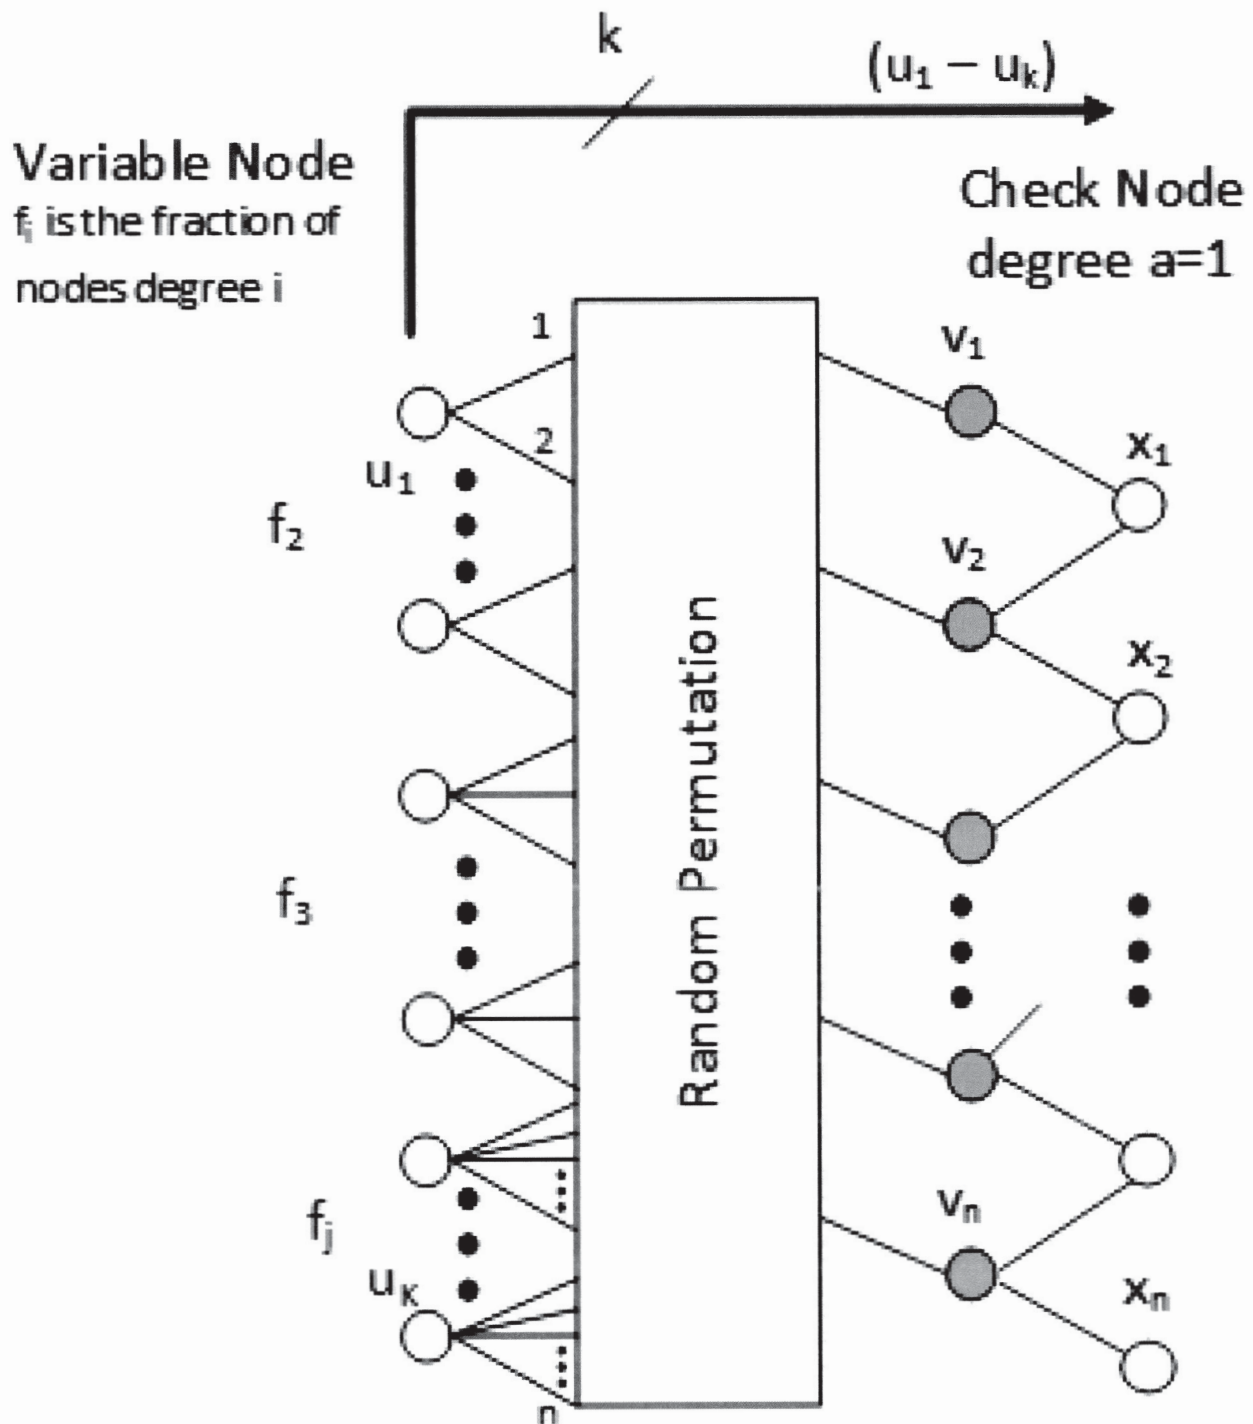 k
(u₁ – uₖ)
Variable Node
fᵢ is the fraction of
nodes degree i
Check Node
degree a=1
1
2
u₁
f₂
v₁
x₁
v₂
x₂
f₃
Random Permutation
fⱼ
u_K
n
vₙ
xₙ